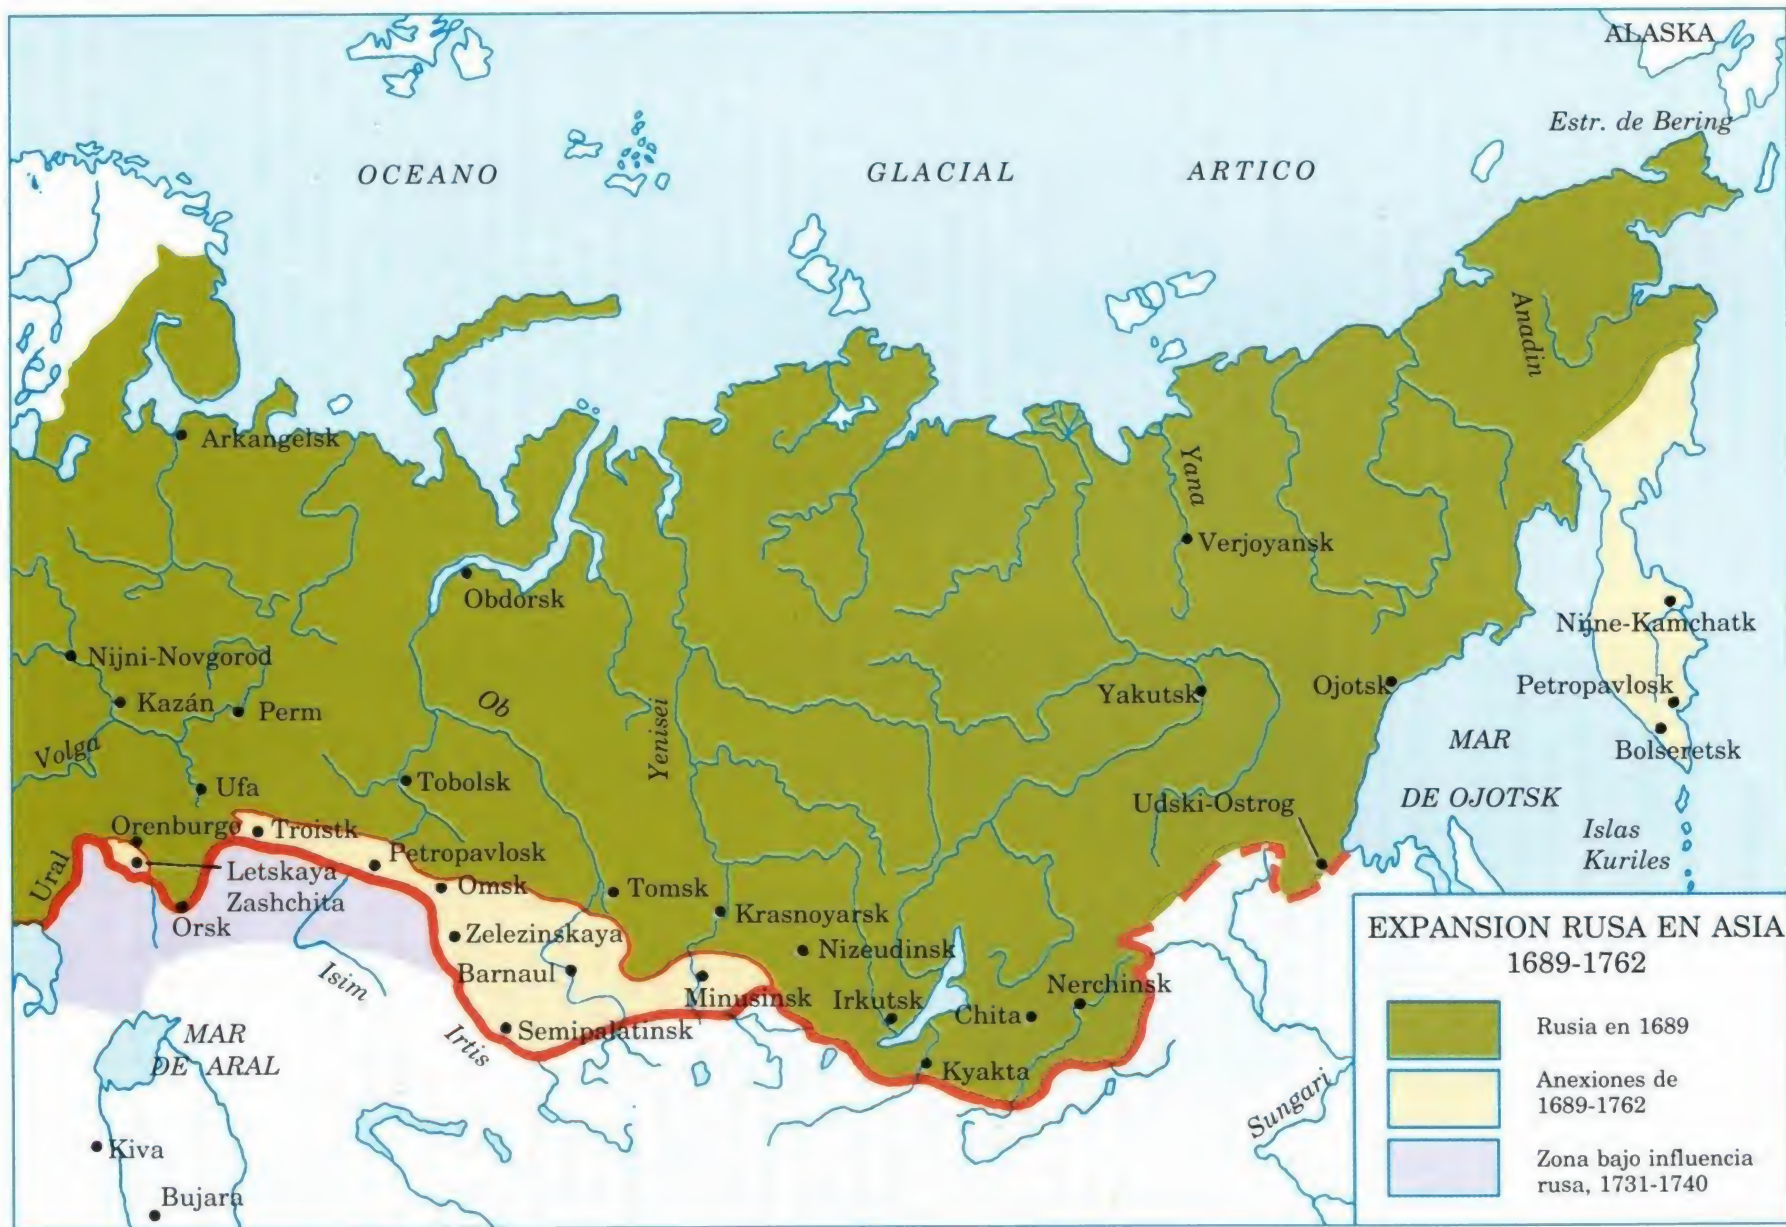 ALASKA
Estr. de Bering
OCEANO GLACIAL ARTICO
Anadin
Arkangelsk
Yana
Verjoyansk
Obdorsk
Nijne-Kamchatk
Nijni-Novgorod
Kazán
Perm
Ob
Yenisei
Yakutsk
Ojotsk
Petropavlosk
Bolseretsk
Volga
Ufa
Tobolsk
MAR
DE OJOTSK
Udski-Ostrog
Islas
Kuriles
Orenburgo
Troistk
Ural
Letskaya
Zashchita
Petropavlosk
Orsk
Omsk
Tomsk
Krasnoyarsk
Zelezinskaya
Nizeudinsk
Barnaul
Isim
Minusinsk
Irkutsk
Chita
Nerchinsk
Semipalatinsk
Irtis
Kyakta
MAR
DE ARAL
Sungari
Kiva
Bujara
EXPANSION RUSA EN ASIA
1689-1762
Rusia en 1689
Anexiones de
1689-1762
Zona bajo influencia
rusa, 1731-1740